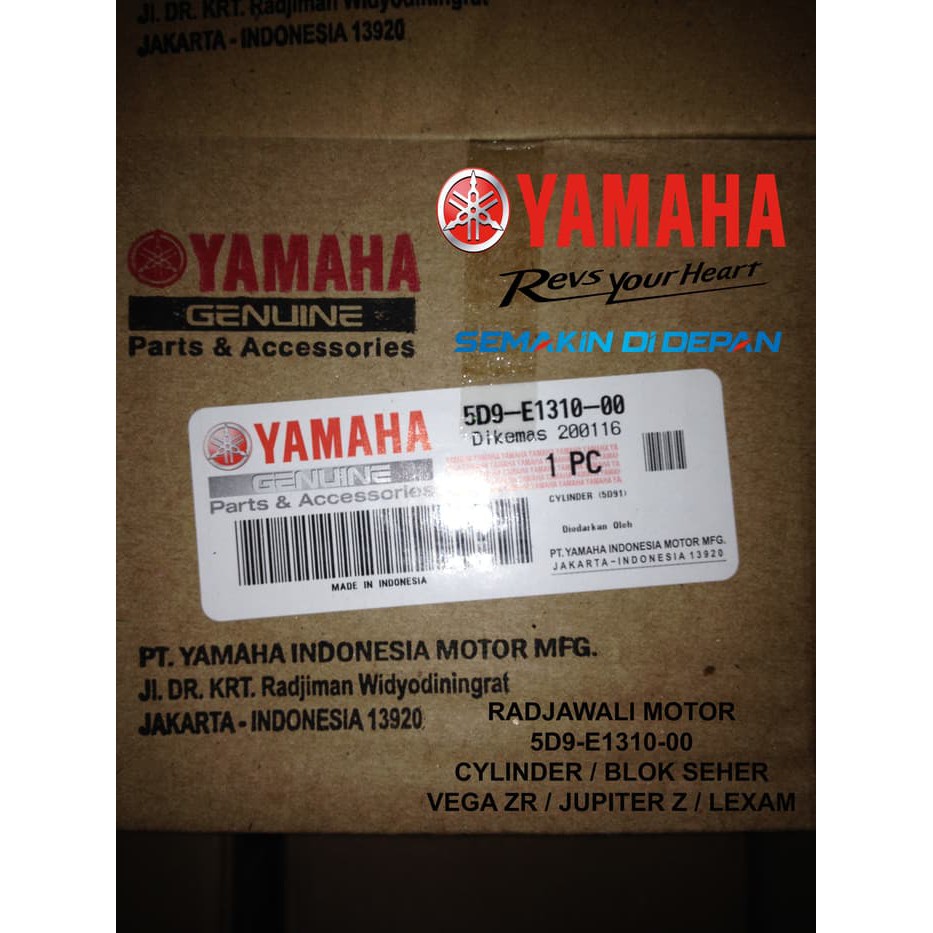 Jl. DR. KRT. Radjiman Widyodiningrat
JAKARTA - INDONESIA 13920
YAMAHA
Revs Your Heart
SEMAKIN DI DEPAN
YAMAHA
GENUINE
Parts & Accessories
YAMAHA
GENUINE
Parts & Accessories
MADE IN INDONESIA
5D9-E1310-00
Dikemas 200116
1 PC
CYLINDER (5D91)
Diedarkan Oleh
PT. YAMAHA INDONESIA MOTOR MFG.
JAKARTA-INDONESIA 13920
PT. YAMAHA INDONESIA MOTOR MFG.
Jl. DR. KRT. Radjiman Widyodiningrat
JAKARTA - INDONESIA 13920
RADJAWALI MOTOR
5D9-E1310-00
CYLINDER / BLOK SEHER
VEGA ZR / JUPITER Z / LEXAM